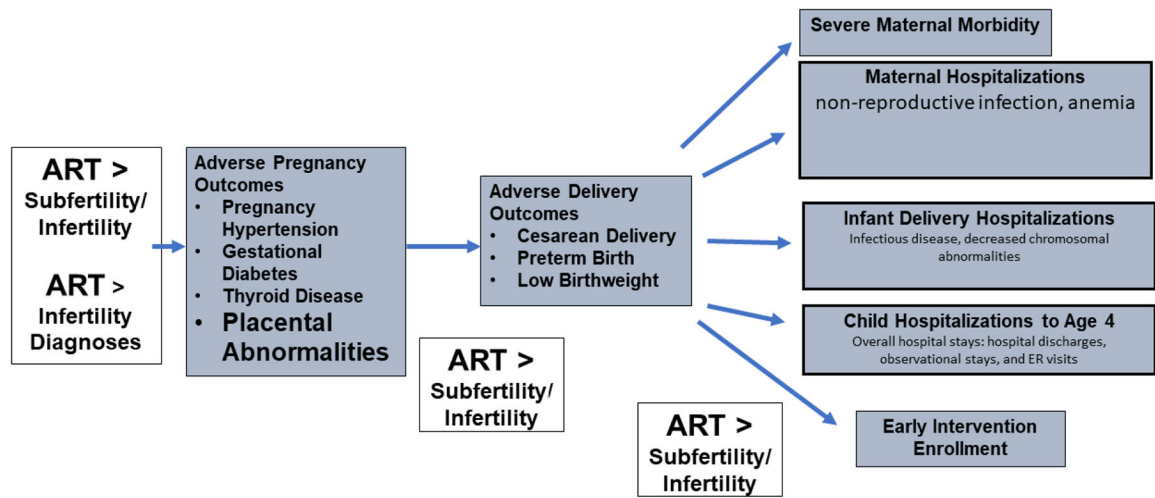 ART >
Subfertility/
Infertility
ART >
Infertility
Diagnoses
Adverse Pregnancy
Outcomes
• Pregnancy
Hypertension
• Gestational
Diabetes
• Thyroid Disease
• Placental
Abnormalities
ART >
Subfertility/
Infertility
Adverse Delivery
Outcomes
• Cesarean Delivery
• Preterm Birth
• Low Birthweight
ART >
Subfertility/
Infertility
Severe Maternal Morbidity
Maternal Hospitalizations
non-reproductive infection, anemia
Infant Delivery Hospitalizations
Infectious disease, decreased chromosomal
abnormalities
Child Hospitalizations to Age 4
Overall hospital stays: hospital discharges,
observational stays, and ER visits
Early Intervention
Enrollment